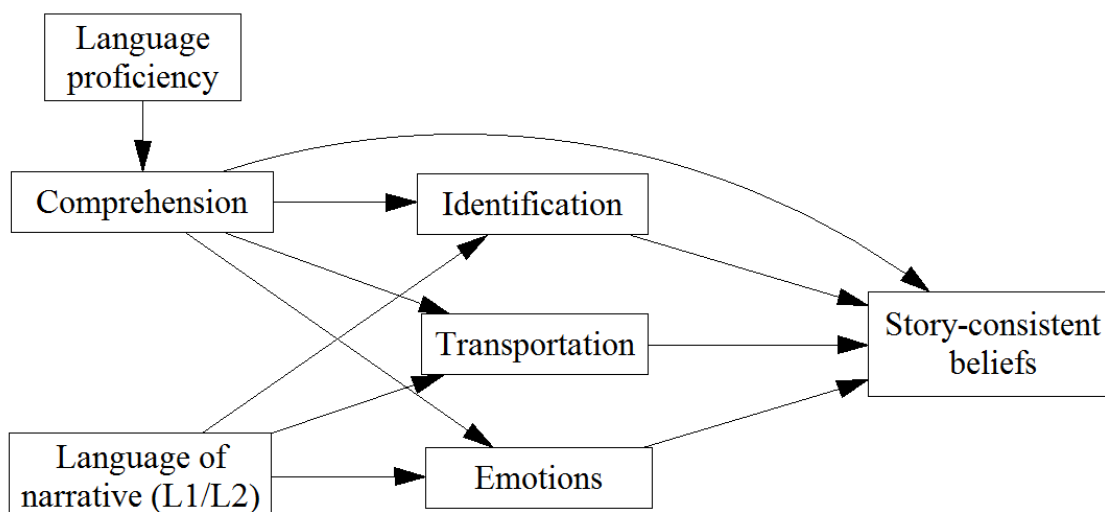 Language
proficiency
Comprehension
Identification
Transportation
Story-consistent
beliefs
Language of
narrative (L1/L2)
Emotions